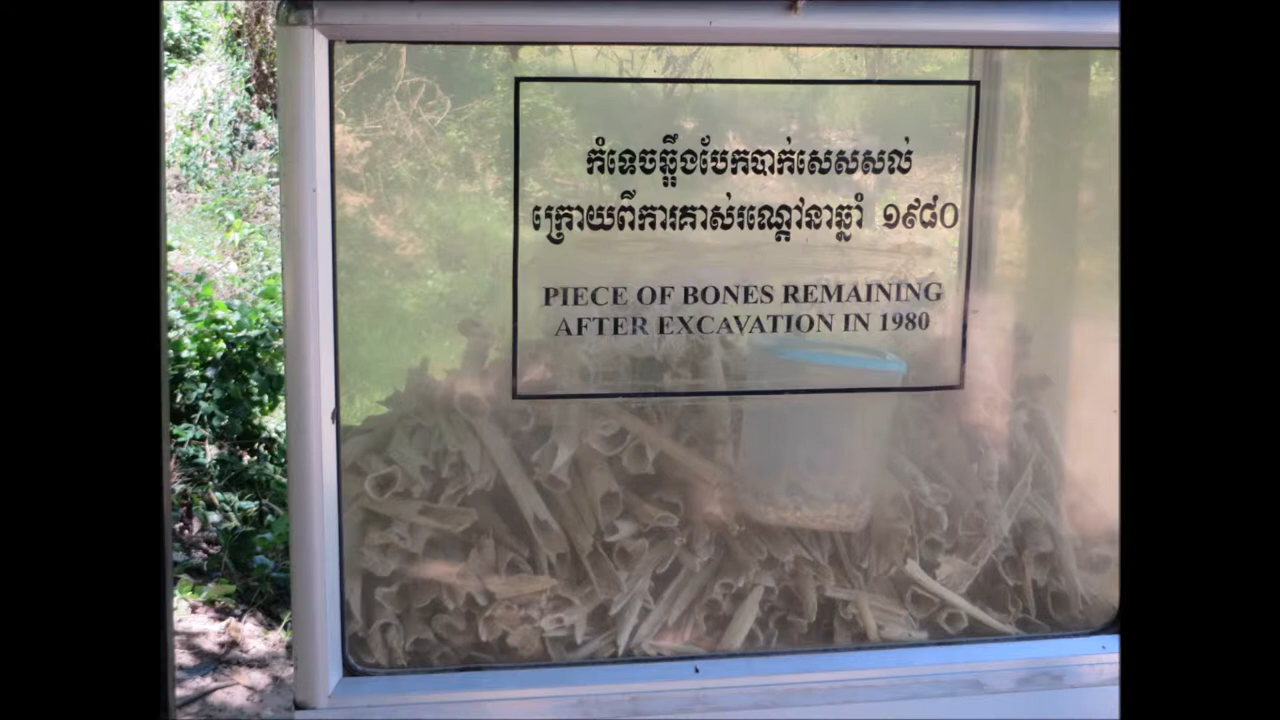 កំទេចឆ្អឹងបែកបាក់សេសសល់
ក្រោយពីការគាស់រណ្តៅនាឆ្នាំ ១៩៨០
PIECE OF BONES REMAINING
AFTER EXCAVATION IN 1980